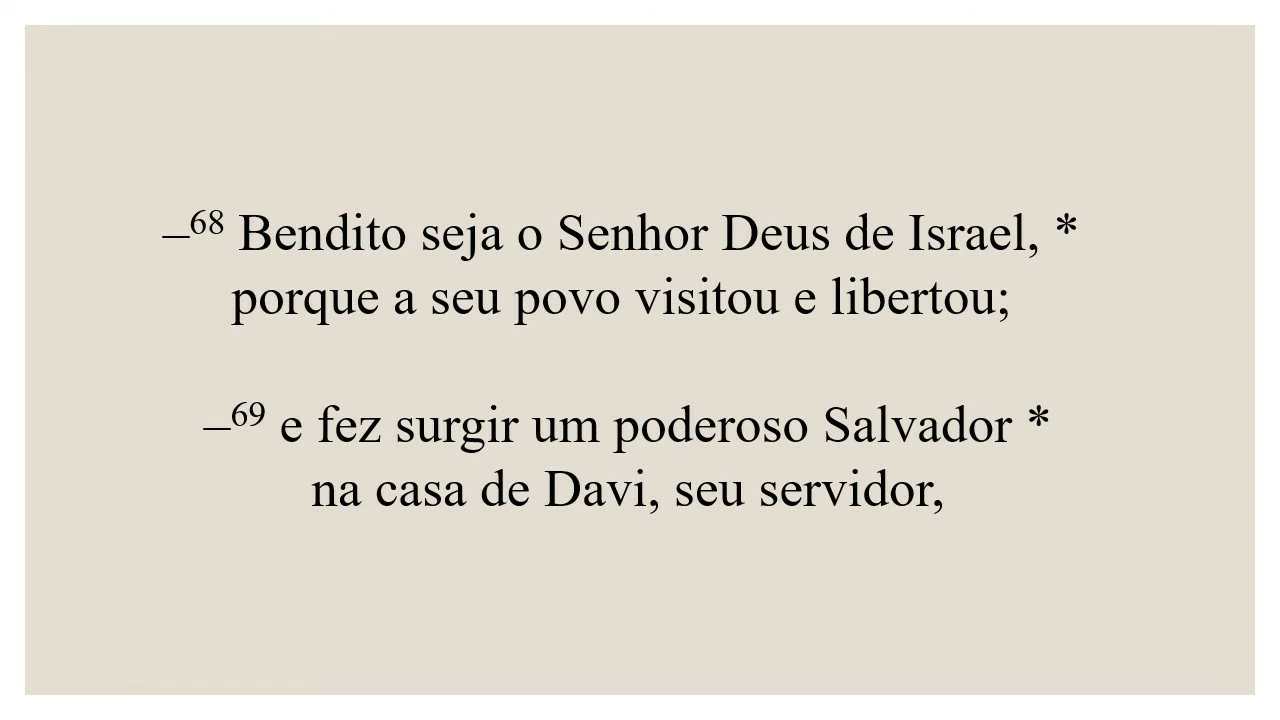 –⁶⁸ Bendito seja o Senhor Deus de Israel, *
porque a seu povo visitou e libertou;
–⁶⁹ e fez surgir um poderoso Salvador *
na casa de Davi, seu servidor,